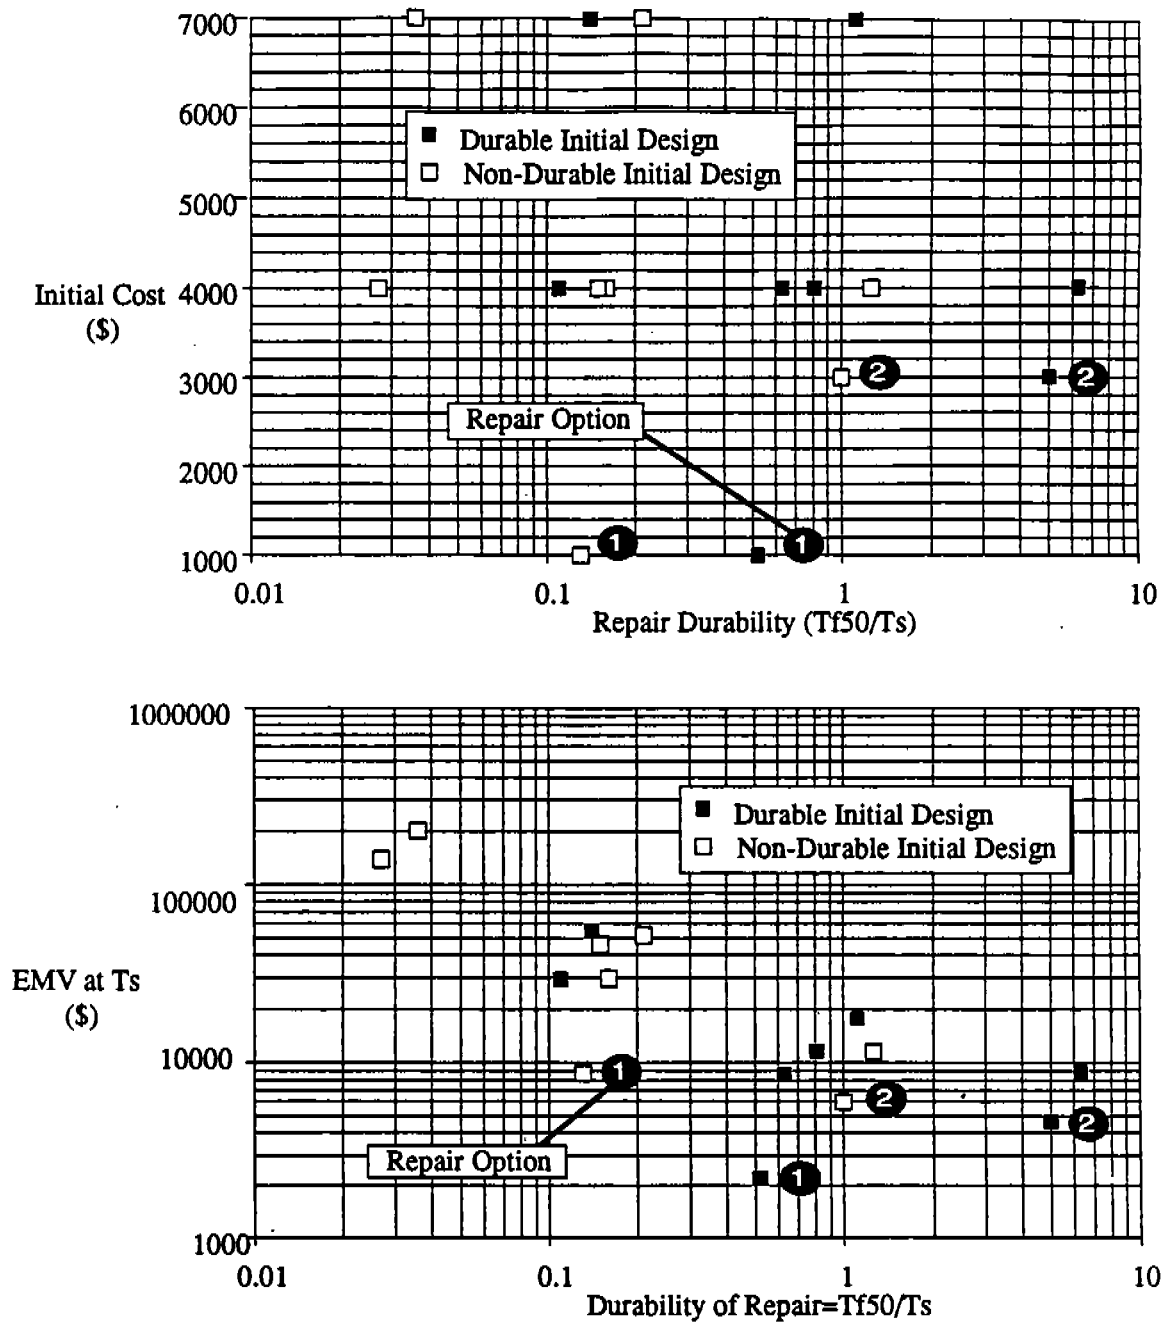 7000
6000
Durable Initial Design
Non-Durable Initial Design
5000
Initial Cost 4000
($)
2
3000
2
Repair Option
2000
1
1
1000
0.01 0.1 1 10
Repair Durability (Tf50/Ts)
1000000
Durable Initial Design
Non-Durable Initial Design
100000
EMV at Ts
($)
10000
1
2
2
Repair Option
1
1000
0.01 0.1 1 10
Durability of Repair=Tf50/Ts